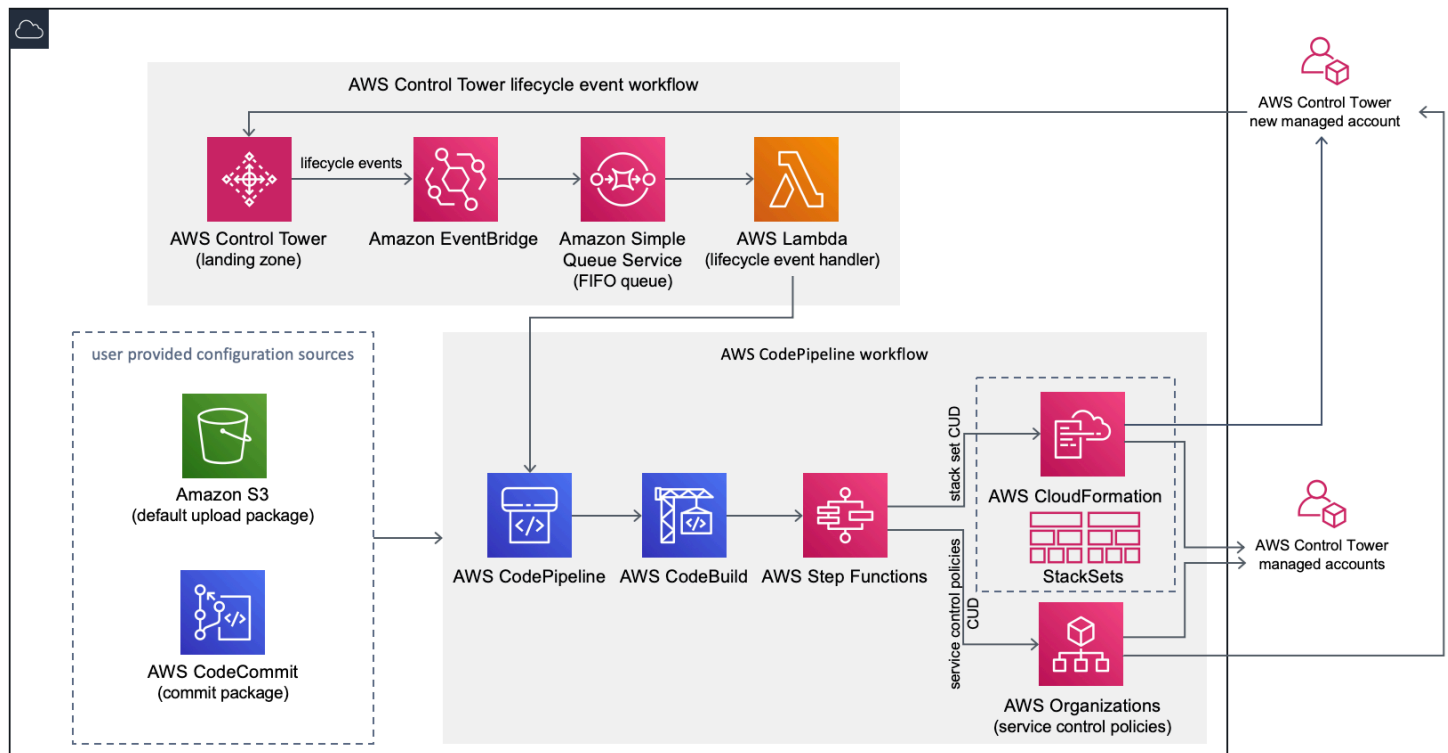 AWS Control Tower lifecycle event workflow
AWS Control Tower
new managed account
lifecycle events
AWS Control Tower
(landing zone)
Amazon EventBridge
Amazon Simple
Queue Service
(FIFO queue)
AWS Lambda
(lifecycle event handler)
user provided configuration sources
Amazon S3
(default upload package)
AWS CodeCommit
(commit package)
AWS CodePipeline workflow
AWS CodePipeline
AWS CodeBuild
AWS Step Functions
stack set CUD
service control policies
CUD
AWS CloudFormation
StackSets
AWS Organizations
(service control policies)
AWS Control Tower
managed accounts